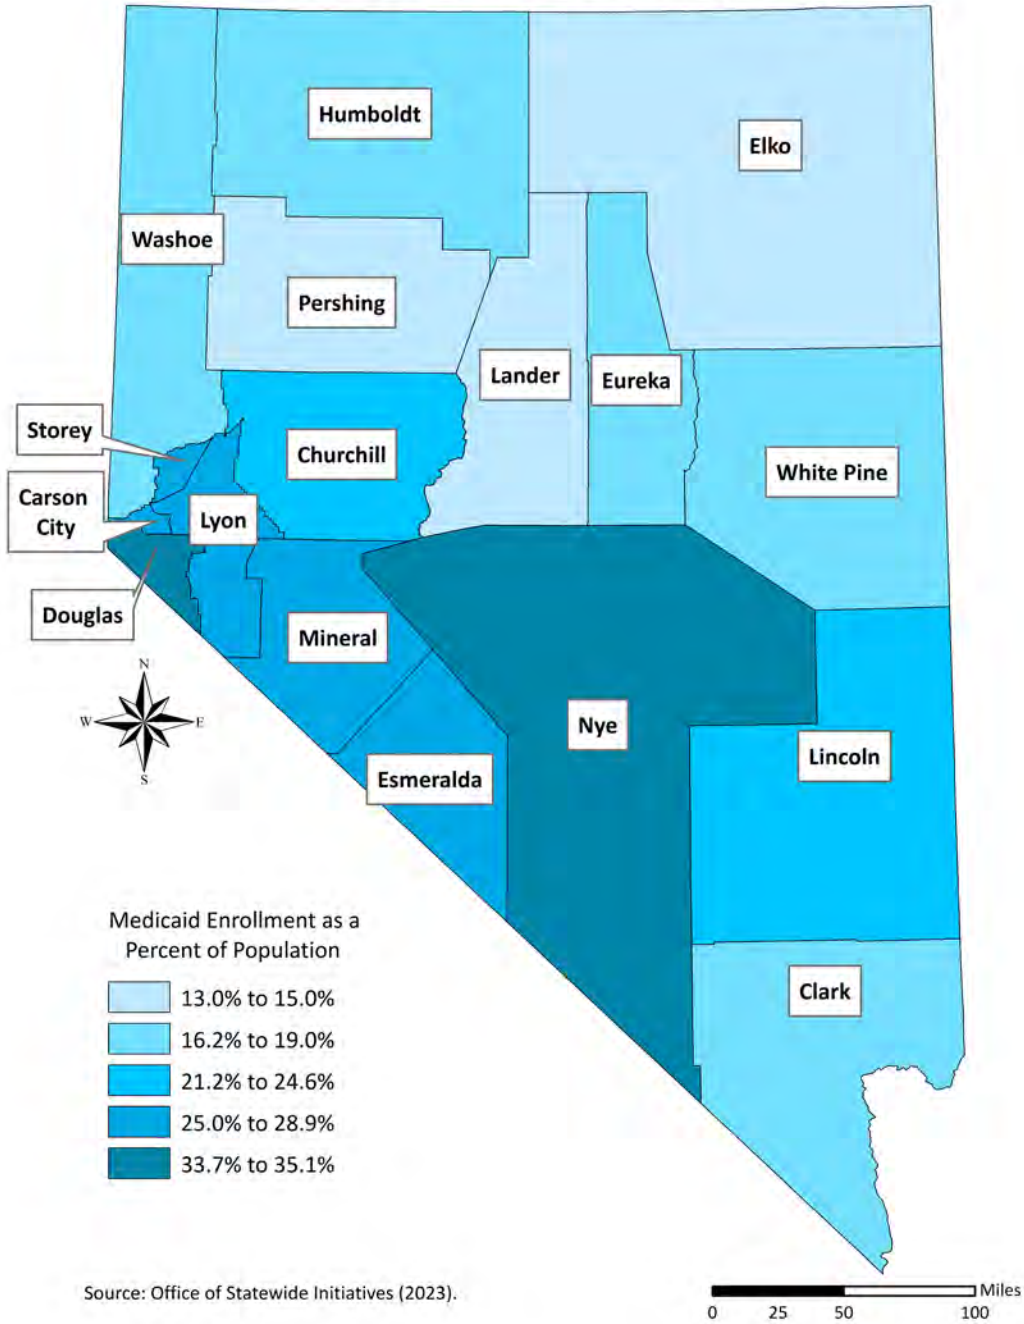 Humboldt
Elko
Washoe
Pershing
Lander
Eureka
Storey
Churchill
White Pine
Carson
City
Lyon
Douglas
Mineral
N
W
E
S
Nye
Lincoln
Esmeralda
Medicaid Enrollment as a
Percent of Population
13.0% to 15.0%
16.2% to 19.0%
21.2% to 24.6%
25.0% to 28.9%
33.7% to 35.1%
Clark
Source: Office of Statewide Initiatives (2023).
Miles
0 25 50 100